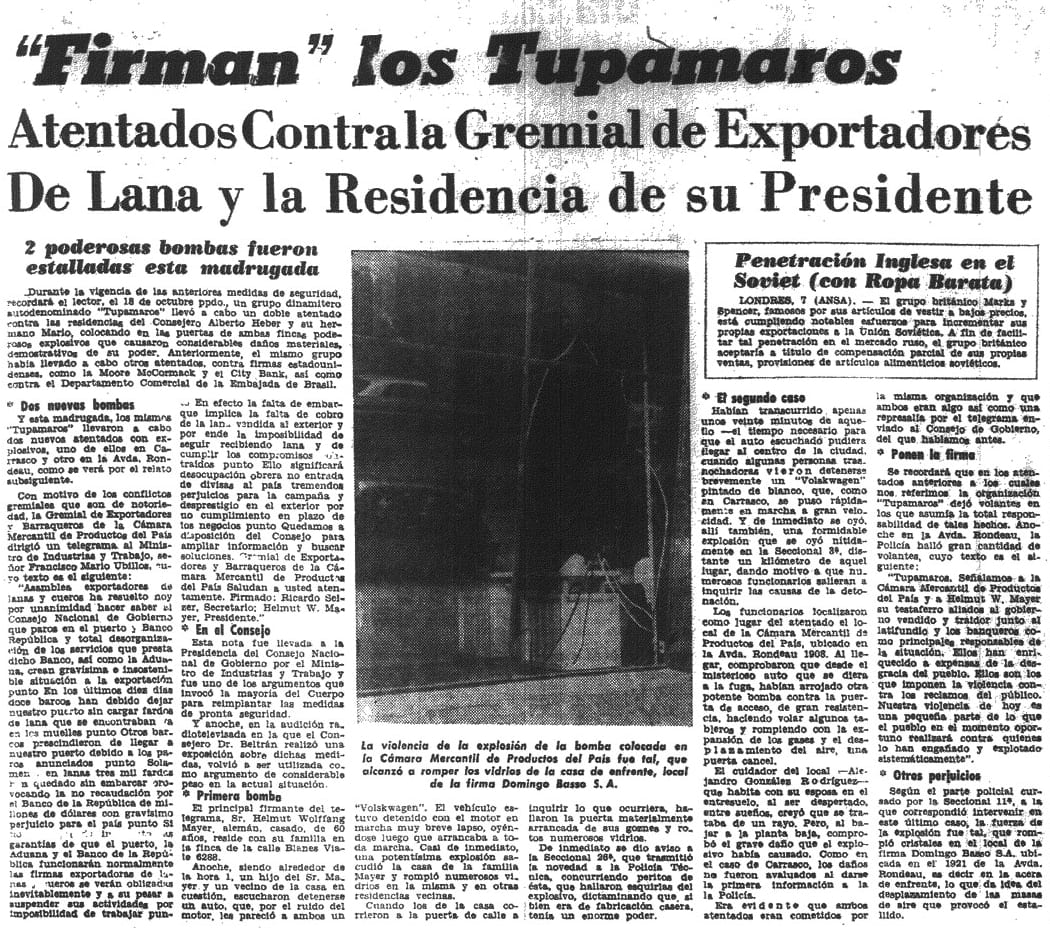 "Firman" los Tupamaros
Atentados Contra la Gremial de Exportadores
De Lana y la Residencia de su Presidente
2 poderosas bombas fueron
estalladas esta madrugada
Durante la vigencia de las anteriores medidas de seguridad,
recordará el lector, el 18 de octubre ppdo., un grupo dinamitero
autodenominado "Tupamaros" llevó a cabo un doble atentado
contra las residencias del Consejero Alberto Heber y su her-
mano Mario, colocando en las puertas de ambas fincas, pode-
rosos explosivos que causaron considerables daños materiales,
demostrativos de su poder. Anteriormente, el mismo grupo
había llevado a cabo otros atentados, contra firmas estadouni-
denses, como la Moore McCormack y el City Bank, así como
contra el Departamento Comercial de la Embajada de Brasil.
* Dos nuevas bombas
Y esta madrugada, los mismos
"Tupamaros" llevaron a cabo
dos nuevos atentados con ex-
plosivos, uno de ellos en Ca-
rrasco y otro en la Avda. Ron-
deau, como se verá por el relato
subsiguiente.
Con motivo de los conflictos
gremiales que son de notorie-
dad, la Gremial de Exportadores
y Barraqueros de la Cámara
Mercantil de Productos del País
dirigió un telegrama al Minis-
tro de Industrias y Trabajo, se-
ñor Francisco Mario Ubillos, cu-
yo texto es el siguiente:
"Asamblea exportadores de
lanas y cueros ha resuelto hoy
por unanimidad hacer saber al
Consejo Nacional de Gobierno
que paros en el puerto y Banco
República y total desorganiza-
ción de los servicios que presta
dicho Banco, así como la Adua-
na, crean gravísima e insosteni-
ble situación a la exportación
punto En los últimos diez días
doce barcos han debido dejar
nuestro puerto sin cargar fardos
de lana que se encontraban ya
en los muelles punto Otros bar-
cos prescindieron de llegar a
nuestro puerto debido a los pa-
ros anunciados punto Sola-
men en lanas tres mil fardos
han quedado sin embarcar pro-
vocando la no recaudación por
el Banco de la República de mi-
llones de dólares con gravísimo
perjuicio para el país punto Si
garantías de que el puerto, la
Aduana y el Banco de la Repú-
blica funcionarán normalmente
las firmas exportadoras de la-
nas y cueros se verán obligadas
inevitablemente y a su pesar a
suspender sus actividades por
imposibilidad de trabajar pun-
to En efecto la falta de embar-
que implica la falta de cobro
de la lana vendida al exterior y
por ende la imposibilidad de
seguir recibiendo lana y de
cumplir los compromisos con-
traídos punto Ello significará
desocupación obrera no entrada
de divisas al país tremendos
perjuicios para la campaña y
desprestigio en el exterior por
no cumplimiento en plazo de
los negocios punto Quedamos a
disposición del Consejo para
ampliar información y buscar
soluciones. Gremial de Exporta-
dores y Barraqueros de la Cá-
mara Mercantil de Productos
del País Saludan a usted aten-
tamente. Firmado: Ricardo Sei-
zer, Secretario; Helmut W. Ma-
yer, Presidente."
* En el Consejo
Esta nota fue llevada a la
Presidencia del Consejo Nacio-
nal de Gobierno por el Minis-
tro de Industrias y Trabajo y
fue uno de los argumentos que
invocó la mayoría del Cuerpo
para reimplantar las medidas
de pronta seguridad.
Y anoche, en la audición ra-
diotelevisada en la que el Con-
sejero Dr. Beltrán realizó una
exposición sobre dichas medi-
das, volvió a ser utilizada co-
mo argumento de considerable
peso en la actual situación.
* Primera bomba
El principal firmante del te-
legrama, Sr. Helmut Wolffang
Mayer, alemán, casado, de 60
años, reside con su familia en
la finca de la calle Blanes Via-
le 6288.
Anoche, siendo alrededor de
la hora 1, un hijo del Sr. Ma-
yer y un vecino de la casa en
cuestión, escucharon detenerse
un auto, que, por el ruido del
motor, les pareció a ambos un
La violencia de la explosión de la bomba colocada en
la Cámara Mercantil de Productos del País fue tal, que
alcanzó a romper los vidrios de la casa de enfrente, local
de la firma Domingo Basso S. A.
"Volskwagen". El vehículo es-
tuvo detenido con el motor en
marcha muy breve lapso, oyén-
dose luego que arrancaba a to-
da marcha. Casi de inmediato,
una potentísima explosión sa-
cudió la casa de la familia
Mayer y rompió numerosos vi-
drios en la misma y en otras
residencias vecinas.
Cuando los de la casa co-
rrieron a la puerta de calle a
inquirir lo que ocurriera, ha-
llaron la puerta materialmente
arrancada de sus goznes y ro-
tos numerosos vidrios.
De inmediato se dio aviso a
la Seccional 26ª, que trasmitió
la novedad a la Policía Téc-
nica, concurriendo peritos de
ésta, que hallaron esquirlas del
explosivo, dictaminando que, si
bien era de fabricación casera,
tenía un enorme poder.
Penetración Inglesa en el
Soviet (con Ropa Barata)
LONDRES, 7 (ANSA). — El grupo británico Marks y
Spencer, famosos por sus artículos de vestir a bajos precios,
está cumpliendo notables esfuerzos para incrementar sus
propias exportaciones a la Unión Soviética. A fin de facili-
tar tal penetración en el mercado ruso, el grupo británico
aceptaría a título de compensación parcial de sus propias
ventas, provisiones de artículos alimenticios soviéticos.
* El segundo caso
Habían transcurrido apenas
unos veinte minutos de aque-
llo —el tiempo necesario para
que el auto escuchado pudiera
llegar al centro de la ciudad,
cuando algunas personas tras-
nochadoras vieron detenerse
brevemente un "Volskwagen"
pintado de blanco, que, como
en Carrasco, se puso rápida-
mente en marcha a gran velo-
cidad. Y de inmediato se oyó,
allí también, una formidable
explosión que se oyó nítida-
mente en la Seccional 3ª, dis-
tante un kilómetro de aquel
lugar, dando motivo a que nu-
merosos funcionarios salieran a
inquirir las causas de la deto-
nación.
Los funcionarios localizaron
como lugar del atentado el lo-
cal de la Cámara Mercantil de
Productos del País, ubicado en
la Avda. Rondeau 1908. Al lle-
gar, comprobaron que desde el
misterioso auto que se diera
a la fuga, habían arrojado otra
potente bomba contra la puer-
ta de acceso, de gran resisten-
cia, haciendo volar algunos ta-
bleros y rompiendo con la ex-
pansión de los gases y el des-
plazamiento del aire, una
puerta cancel.
El cuidador del local —Ale-
jandro González Rodríguez—
que habita con su esposa en el
entresuelo, al ser despertado,
entre sueños, creyó que se tra-
taba de un rayo. Pero, al ba-
jar a la planta baja, compro-
bó el grave daño que el explo-
sivo había causado. Como en
el caso de Carrasco, los daños
no fueron avaluados al darse
la primera información a la
Policía.
Era evidente que ambos
atentados eran cometidos por
la misma organización y que
ambos eran algo así como una
represalia por el telegrama en-
viado al Consejo de Gobierno,
del que hablamos antes.
* Ponen la firma
Se recordará que en los aten-
tados anteriores a los cuales
nos referimos, la organización
"Tupamaros" dejó volantes en
los que asumía la total respon-
sabilidad de tales hechos. Ano-
che en la Avda. Rondeau, la
Policía halló gran cantidad de
volantes, cuyo texto es el si-
guiente:
"Tupamaros. Señalamos a la
Cámara Mercantil de Productos
del País y a Helmut W. Mayer
su testaferro aliados al gobier-
no vendido y traidor junto al
latifundio y los banqueros co-
mo principales responsables de
la situación. Ellos han enri-
quecido a expensas de la des-
gracia del pueblo. Ellos son los
que imponen la violencia con-
tra los reclamos del público.
Nuestra violencia de hoy es
una pequeña parte de lo que
el pueblo en el momento opor-
tuno realizará contra quienes
lo han engañado y explotado
sistemáticamente".
* Otros perjuicios
Según el parte policial cur-
sado por la Seccional 11ª, a la
que correspondió intervenir en
este último caso, la fuerza de
la explosión fue tal, que rom-
pió cristales en el local de la
firma Domingo Basso S.A., ubi-
cada en el 1921 de la Avda.
Rondeau, es decir en la acera
de enfrente, lo que da idea del
desplazamiento de las masas
de aire que provocó el esta-
llido.